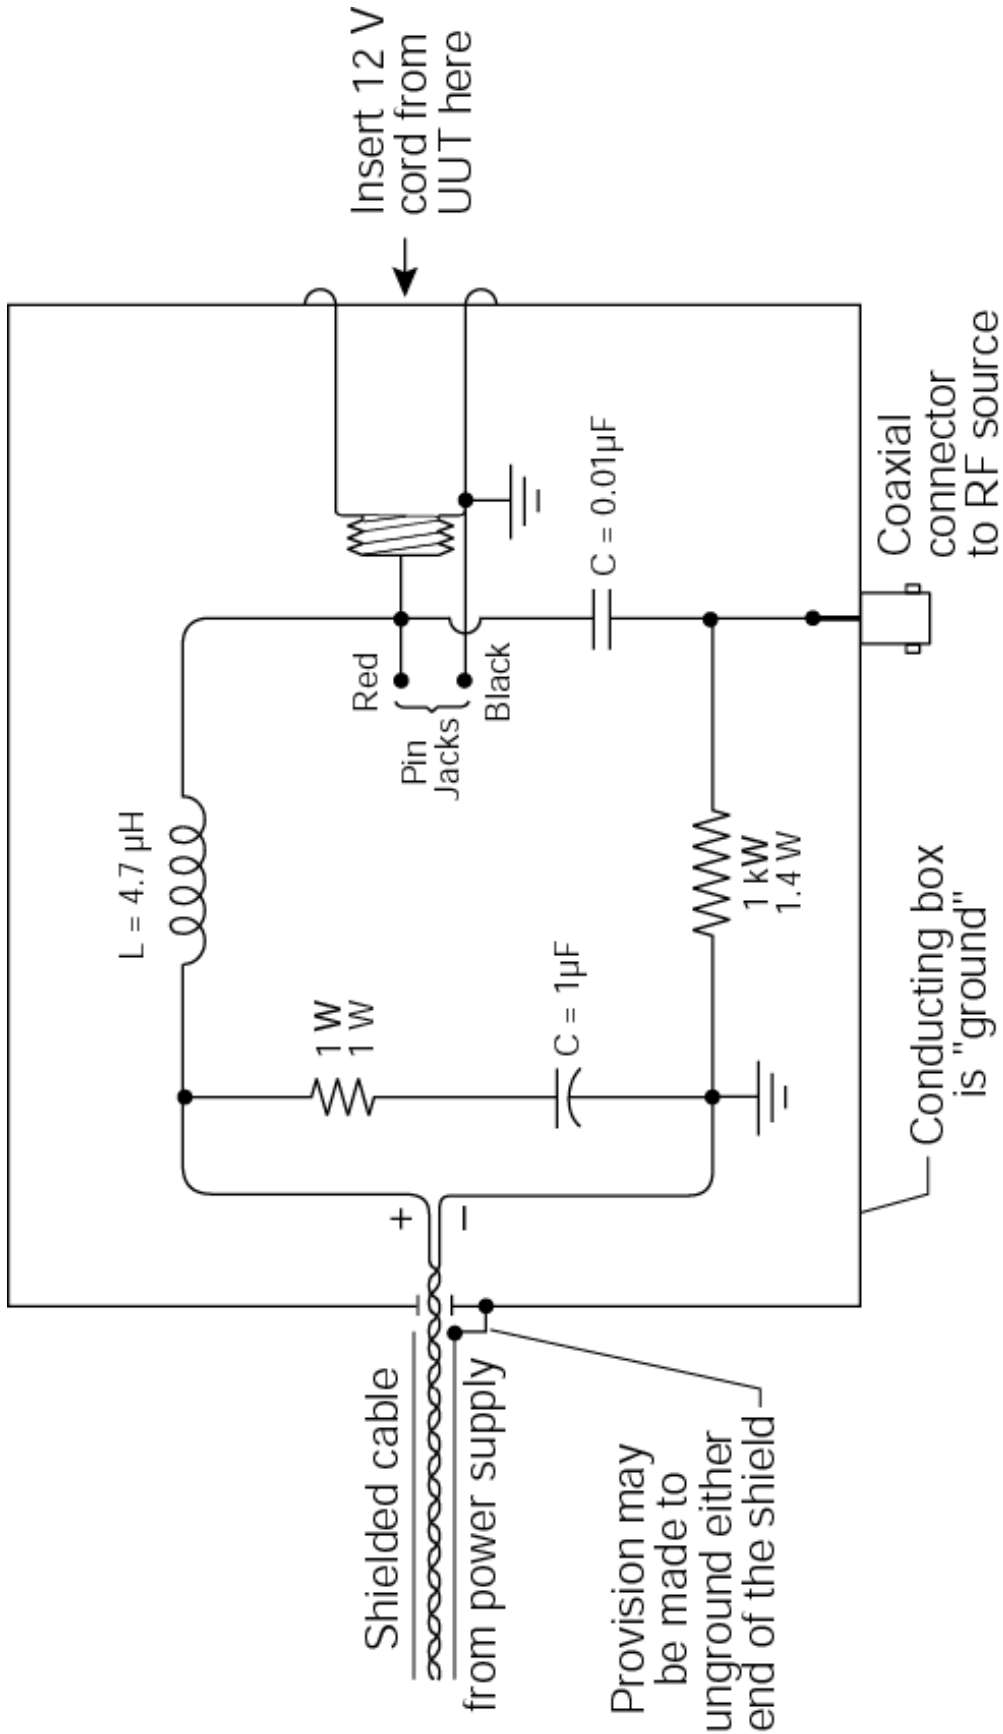 Shielded cable
from power supply
Provision may
be made to
unground either
end of the shield
+
–
1 W
1 W
C = 1µF
L = 4.7 µH
Red
Pin
Jacks
Black
1 kW
1.4 W
C = 0.01µF
Insert 12 V
cord from
UUT here
Coaxial
connector
to RF source
Conducting box
is "ground"